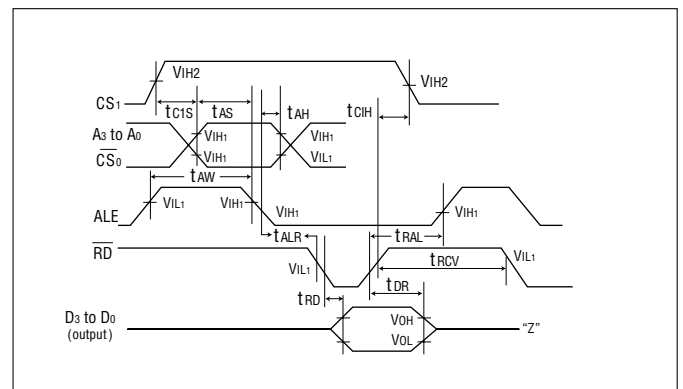 VIH2
VIH2
CS1
tC1S
tAS
tAH
tCIH
A3 to A0
VIH1
VIH1
CS0
VIH1
VIL1
tAW
ALE
VIL1
VIH1
VIH1
VIH1
tALR
tRAL
RD
VIL1
tRCV
VIL1
tRD
tDR
D3 to D0
(output)
VOH
VOL
"Z"